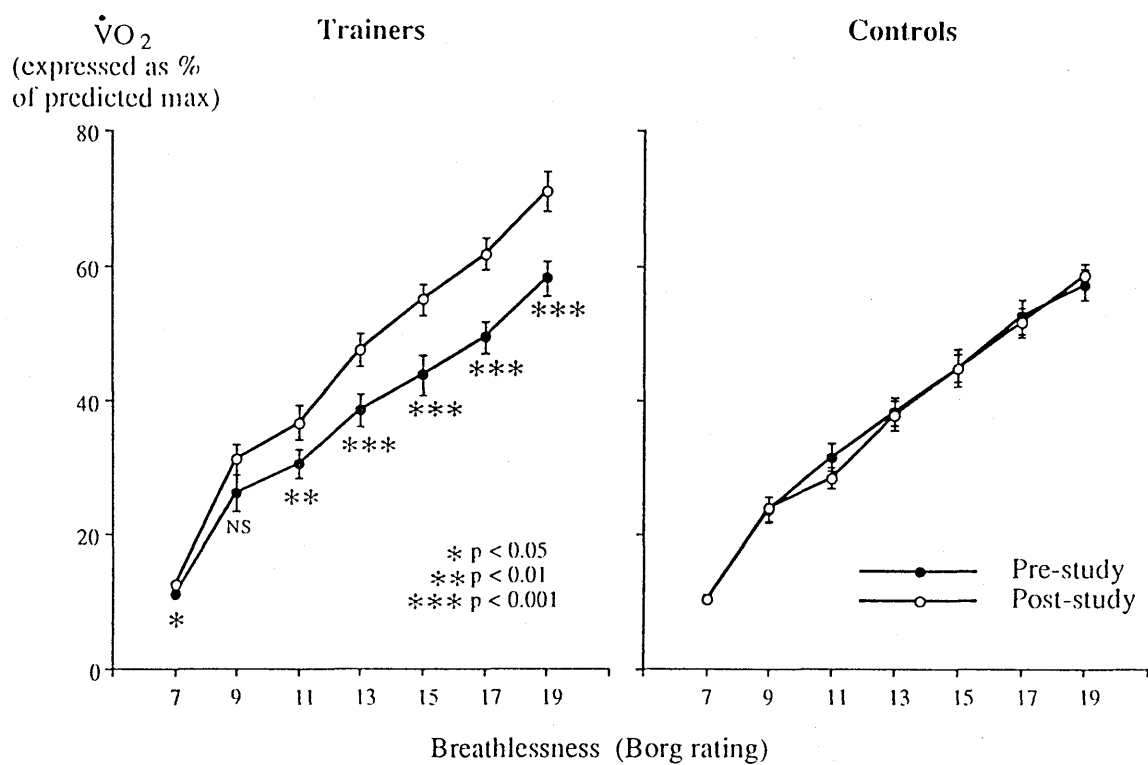 V̇O2
(expressed as %
of predicted max)
Trainers
Controls
80
60
40
20
0
*
NS
**
***
***
***
***
* p < 0.05
** p < 0.01
*** p < 0.001
7 9 11 13 15 17 19
Pre-study
Post-study
7 9 11 13 15 17 19
Breathlessness (Borg rating)